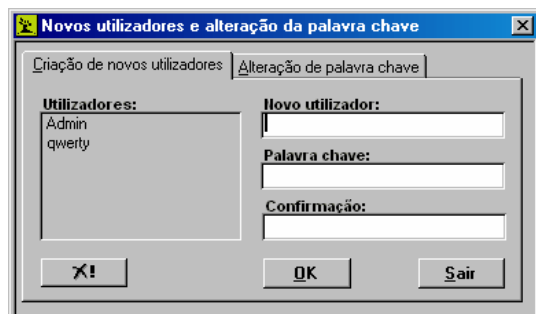 Novos utilizadores e alteração da palavra chave
Criação de novos utilizadores
Alteração de palavra chave
Utilizadores:
Admin
qwerty
Novo utilizador:
Palavra chave:
Confirmação:
X!
OK
Sair